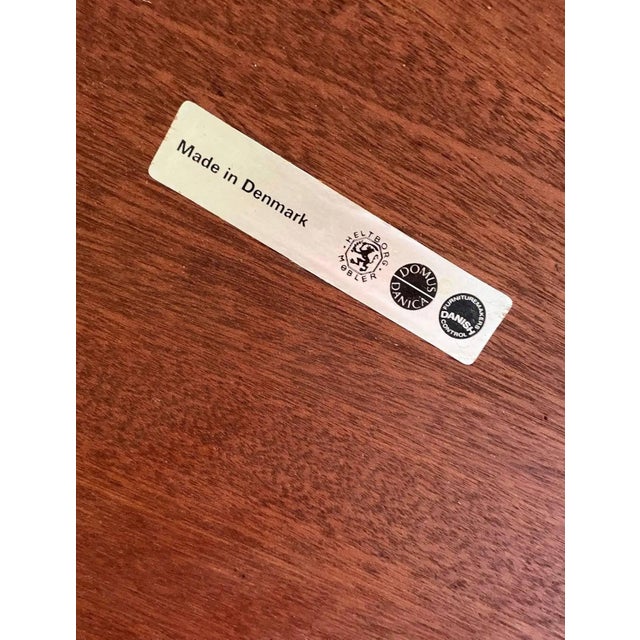 Made in Denmark
HELTBORG
MØBLER
DOMUS
DANICA
FURNITUREMAKERS
DANISH
CONTROL